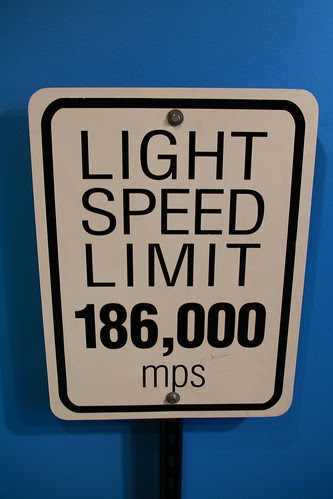 LIGHT
SPEED
LIMIT
186,000
mps